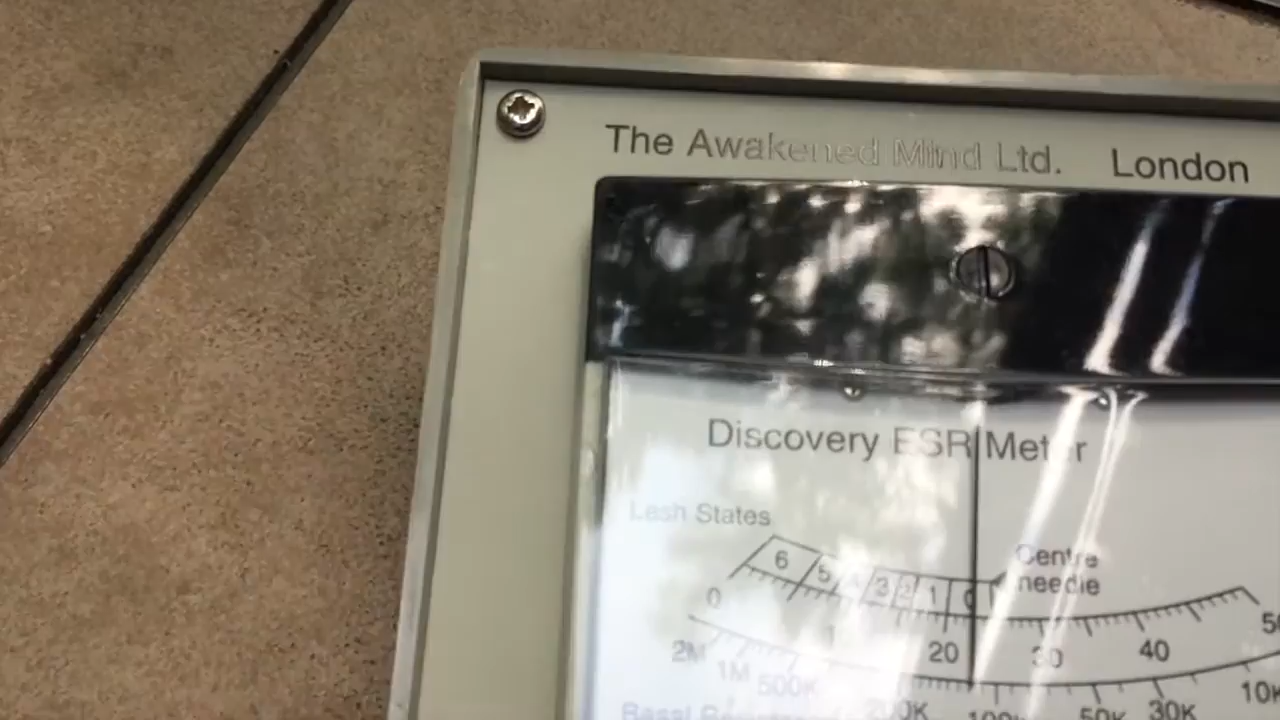 The Awakened Mind Ltd. London
Discovery ESR Meter
Lesh States
Centre
needle
6 5 4 3 2 1 0
0 20 30 40
2M 1M 500K 200K 100K 50K 30K